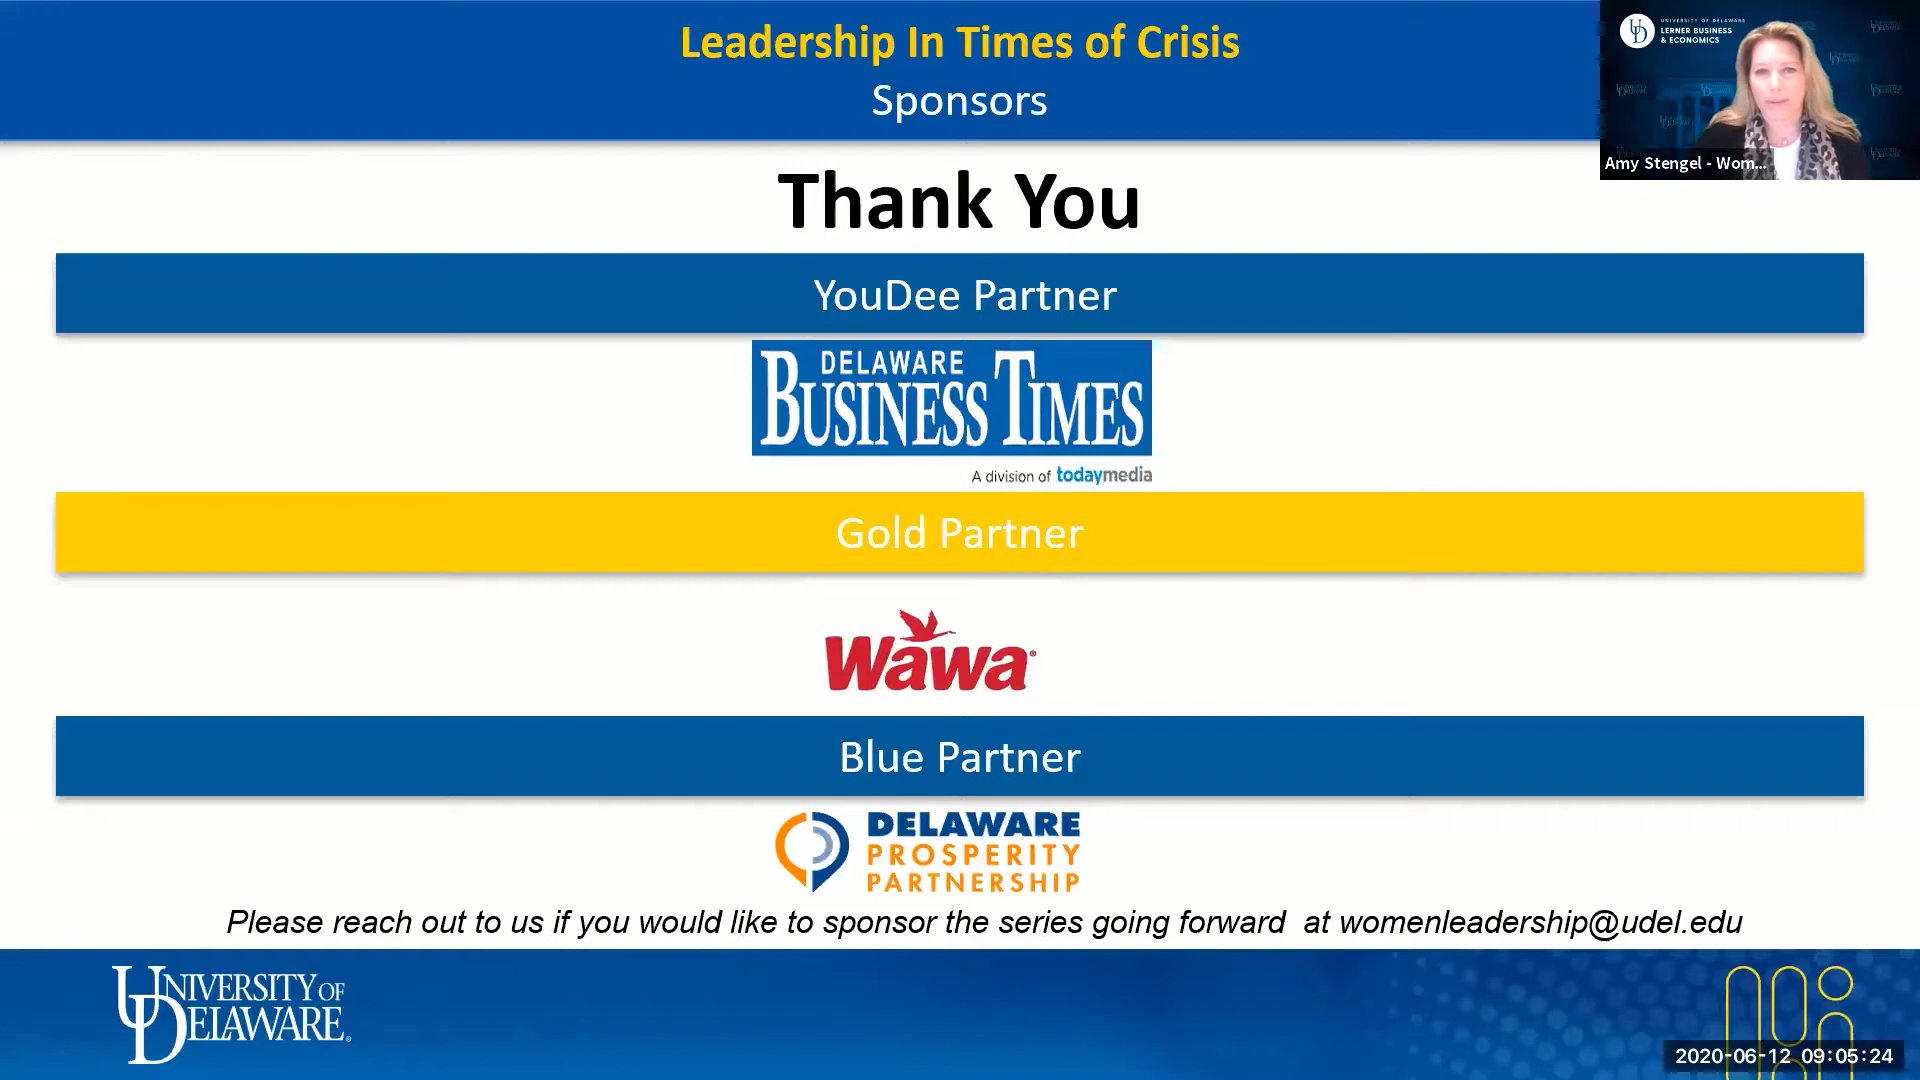 Leadership In Times of Crisis
Sponsors
UNIVERSITY OF DELAWARE
LERNER BUSINESS
& ECONOMICS
Amy Stengel - Wom...
Thank You
YouDee Partner
DELAWARE
BUSINESS TIMES
A division of todaymedia
Gold Partner
Wawa®
Blue Partner
DELAWARE
PROSPERITY
PARTNERSHIP
Please reach out to us if you would like to sponsor the series going forward  at womenleadership@udel.edu
UNIVERSITY OF
DELAWARE®
2020-06-12 09:05:24